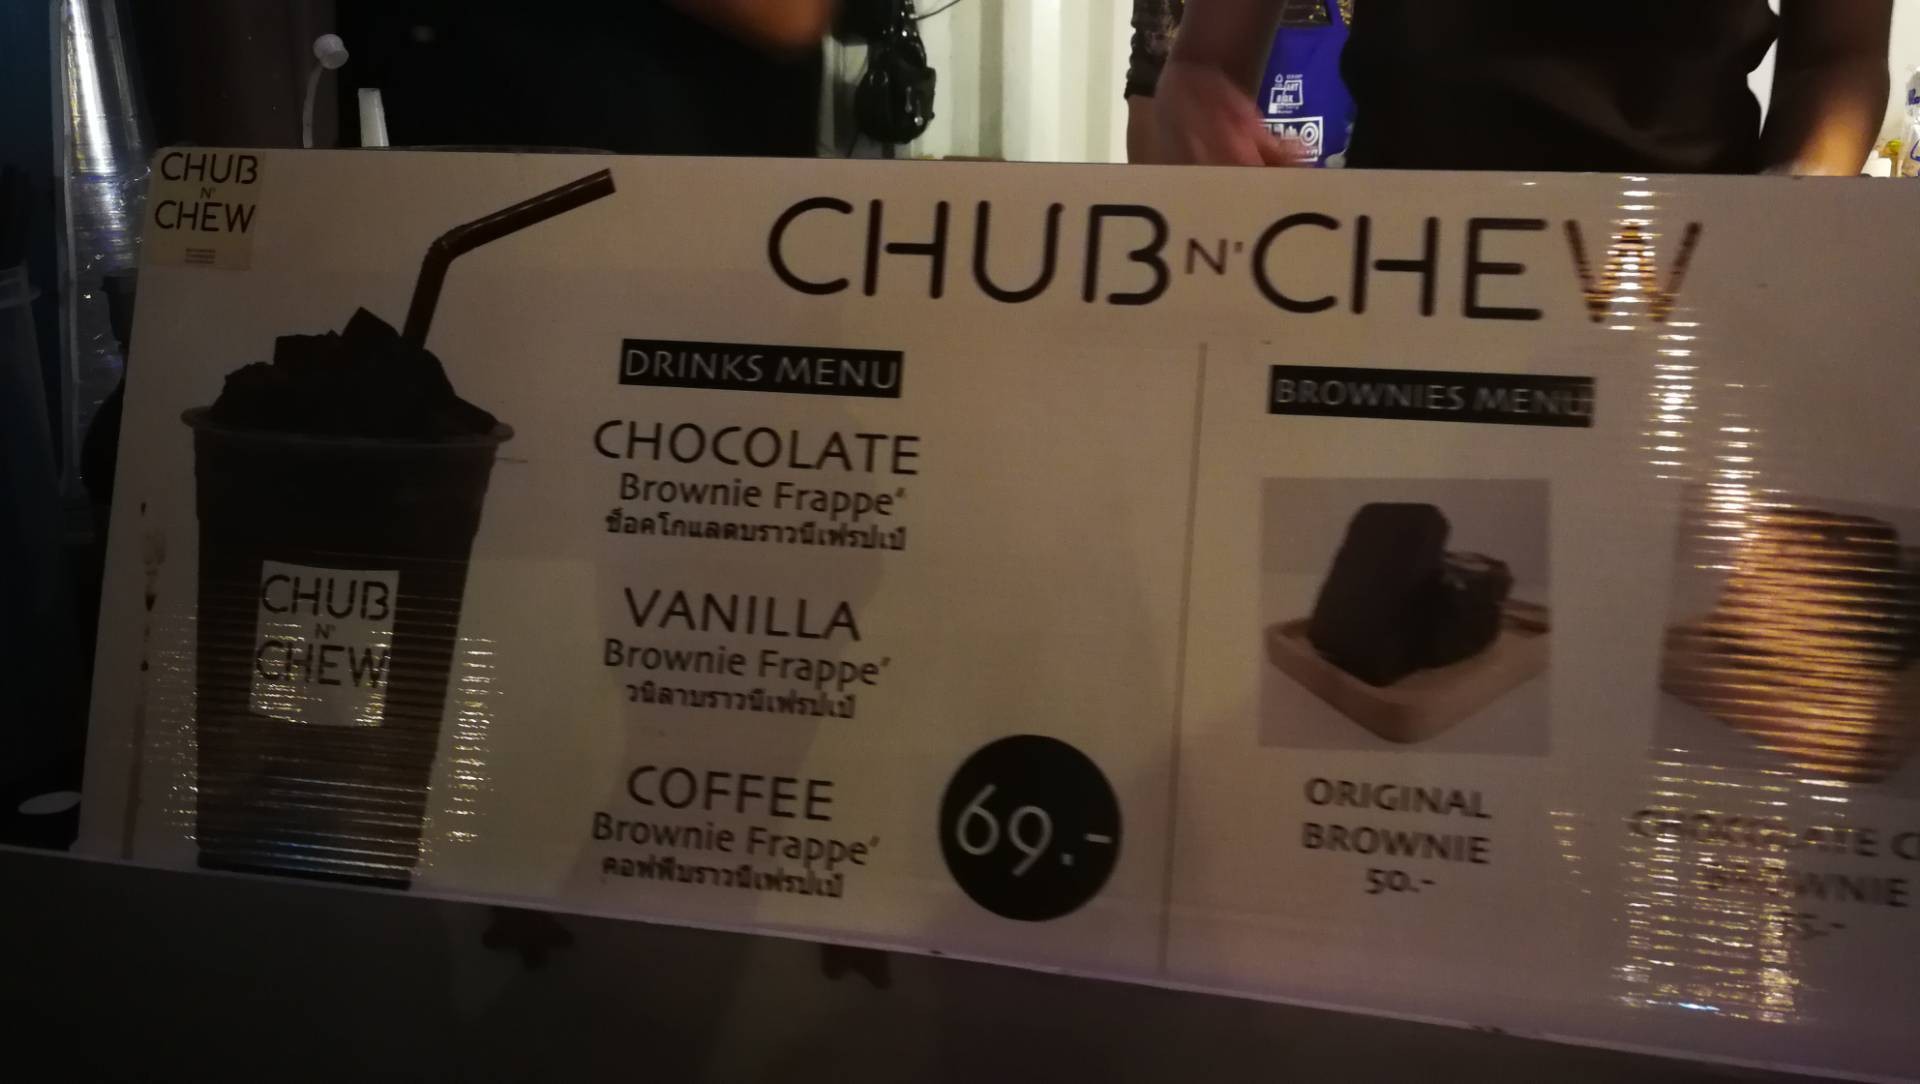 CHUB
N'
CHEW
CHUB N' CHEW
DRINKS MENU
CHOCOLATE
Brownie Frappe'
ช็อคโกแลตบราวนี่เฟรปเป้
VANILLA
Brownie Frappe'
วนิลาบราวนี่เฟรปเป้
COFFEE
Brownie Frappe'
คอฟฟี่บราวนี่เฟรปเป้
69.-
CHUB
N'
CHEW
BROWNIES MENU
ORIGINAL
BROWNIE
50.-
CHOCOLATE
BROWNIE